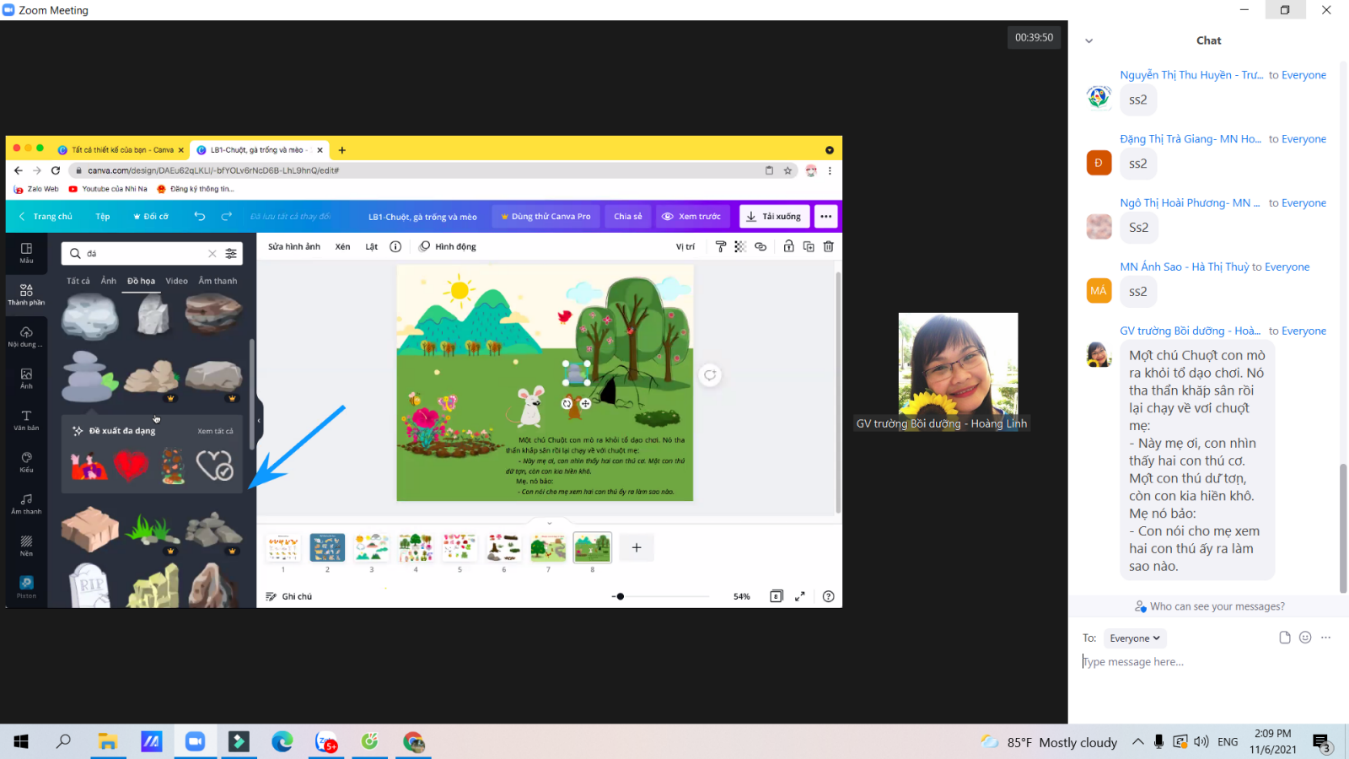 Zoom Meeting
00:39:50
Tất cả thiết kế của bạn - Canva
LB1-Chuột, gà trống và mèo -
canva.com/design/DAEu62qLKLI/-bfYOLv6rNcD6B-LhL9hnQ/edit#
Zalo Web
Youtube của Nhi Na
Đăng ký thông tin...
Trang chủ
Tệp
Đổi cỡ
Đã lưu tất cả thay đổi
LB1-Chuột, gà trống và mèo
Dùng thử Canva Pro
Chia sẻ
Xem trước
Tải xuống
Mẫu
Thành phần
Nội dung ...
Ảnh
Văn bản
Kiểu
Âm thanh
Nền
Pixton
đá
Tất cả
Ảnh
Đồ họa
Video
Âm thanh
Đề xuất đa dạng
Xem tất cả
RIP
Sửa hình ảnh
Xén
Lật
Hình động
Vị trí
Một chú Chuột con mò ra khỏi tổ dạo chơi. Nó tha
thẩn khắp sân rồi lại chạy về với chuột mẹ:
- Này mẹ ơi, con nhìn thấy hai con thú cơ. Một con thú
dữ tợn, còn con kia hiền khô.
Mẹ nó bảo:
- Con nói cho mẹ xem hai con thú ấy ra làm sao nào.
1
2
3
4
5
6
7
8
Ghi chú
54%
8
GV trường Bồi dưỡng - Hoàng Linh
Chat
Nguyễn Thị Thu Huyền - Trư... to Everyone
ss2
Đặng Thị Trà Giang- MN Ho... to Everyone
Đ
ss2
Ngô Thị Hoài Phương- MN ... to Everyone
Ss2
MN Ánh Sao - Hà Thị Thuỷ to Everyone
MÁ
ss2
GV trường Bồi dưỡng - Hoà... to Everyone
Một chú Chuột con mò
ra khỏi tổ dạo chơi. Nó
tha thẩn khắp sân rồi
lại chạy về với chuột
mẹ:
- Này mẹ ơi, con nhìn
thấy hai con thú cơ.
Một con thú dữ tợn,
còn con kia hiền khô.
Mẹ nó bảo:
- Con nói cho mẹ xem
hai con thú ấy ra làm
sao nào.
Who can see your messages?
To: Everyone
Type message here...
5+
85°F Mostly cloudy
ENG
2:09 PM
11/6/2021
3